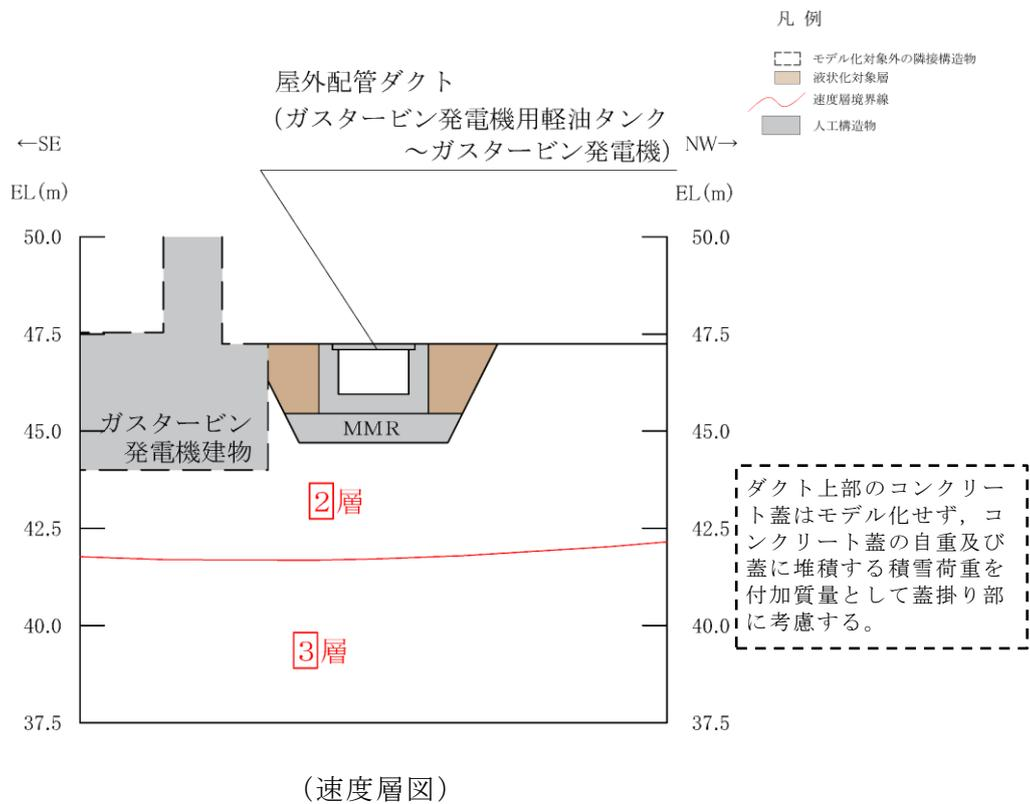 凡 例
モデル化対象外の隣接構造物
液状化対象層
速度層境界線
人工構造物
屋外配管ダクト
(ガスタービン発電機用軽油タンク
～ガスタービン発電機)
←SE
NW→
EL(m)
EL(m)
50.0
50.0
47.5
47.5
45.0
45.0
42.5
42.5
40.0
40.0
37.5
37.5
ガスタービン
発電機建物
MMR
2層
3層
ダクト上部のコンクリー
ト蓋はモデル化せず，コ
ンクリート蓋の自重及び
蓋に堆積する積雪荷重を
付加質量として蓋掛り部
に考慮する。
(速度層図)